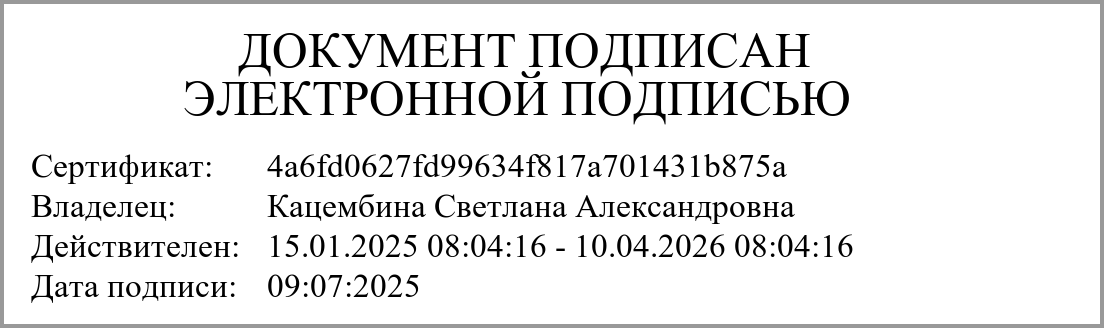 ДОКУМЕНТ ПОДПИСАН
ЭЛЕКТРОННОЙ ПОДПИСЬЮ
Сертификат: 4a6fd0627fd99634f817a701431b875a
Владелец: Кацембина Светлана Александровна
Действителен: 15.01.2025 08:04:16 - 10.04.2026 08:04:16
Дата подписи: 09:07:2025